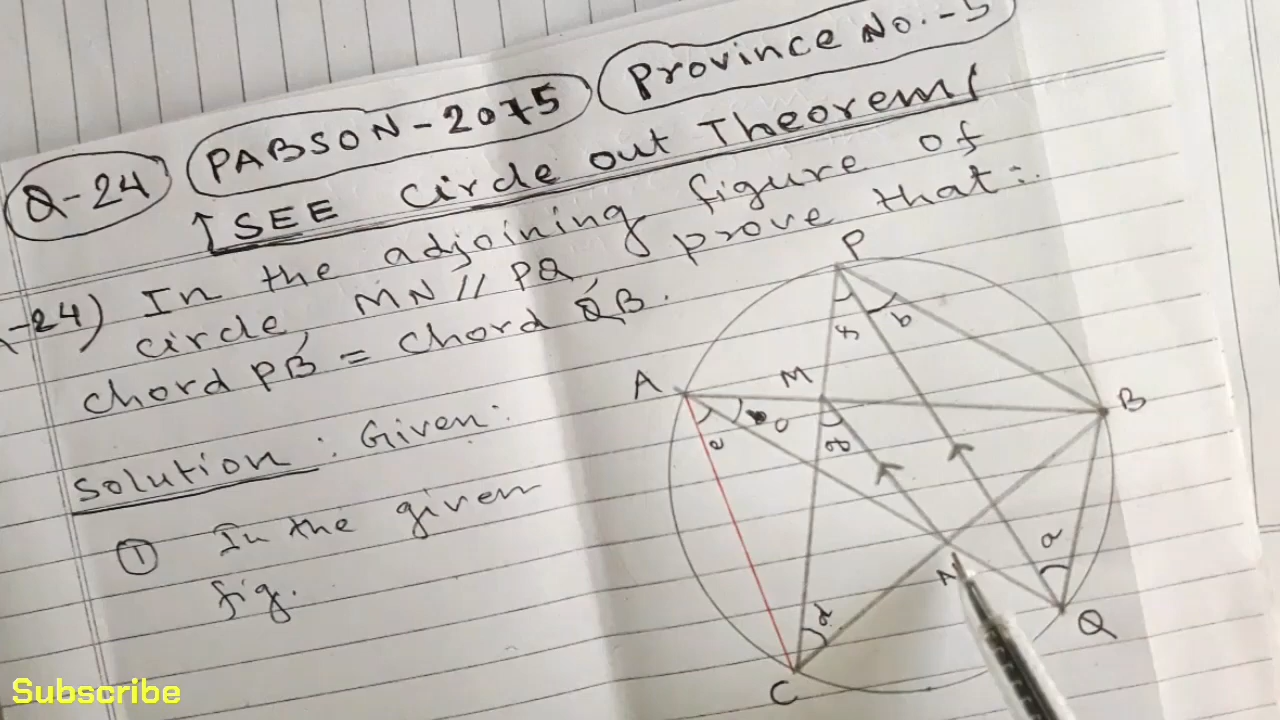 Q-24 PABSON-2075 Province No.-5
SEE Circle out Theorem
-24) In the adjoining figure of
circle, MN // PQ, prove that:
chord PB = chord QB.
Solution: Given:
① In the given
fig.
P
b
A
M
B
e
a
N
d
Q
C
Subscribe